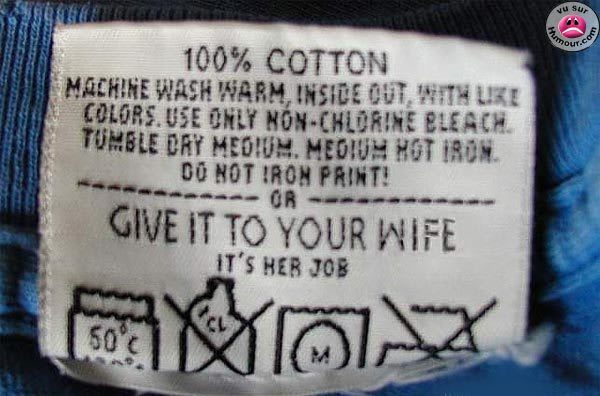 vu sur
Humour.com
100% COTTON
MACHINE WASH WARM, INSIDE OUT, WITH LIKE
COLORS. USE ONLY NON-CHLORINE BLEACH.
TUMBLE DRY MEDIUM. MEDIUM HOT IRON.
DO NOT IRON PRINT!
OR
GIVE IT TO YOUR WIFE
IT'S HER JOB
50°C
CL
M